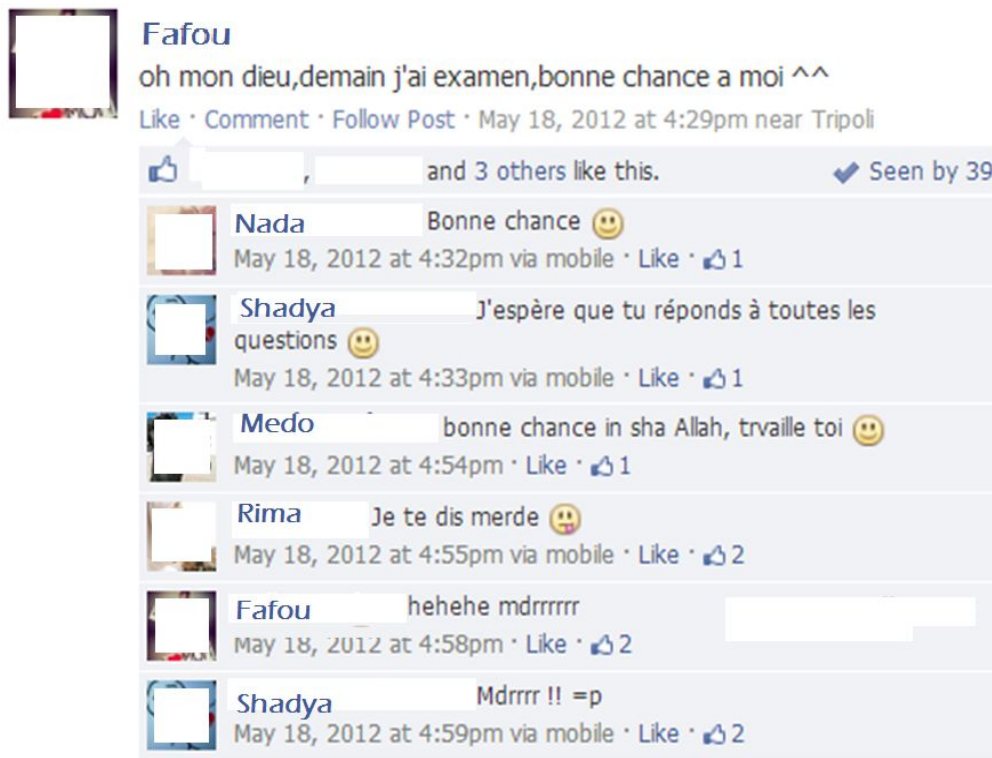 Fafou
oh mon dieu,demain j'ai examen,bonne chance a moi ^^
Like · Comment · Follow Post · May 18, 2012 at 4:29pm near Tripoli
, and 3 others like this. Seen by 39
Nada Bonne chance
May 18, 2012 at 4:32pm via mobile · Like · 1
Shadya J'espère que tu réponds à toutes les
questions
May 18, 2012 at 4:33pm via mobile · Like · 1
Medo bonne chance in sha Allah, trvaille toi
May 18, 2012 at 4:54pm · Like · 1
Rima Je te dis merde
May 18, 2012 at 4:55pm via mobile · Like · 2
Fafou hehehe mdrrrrrr
May 18, 2012 at 4:58pm · Like · 2
Shadya Mdrrrr !! =p
May 18, 2012 at 4:59pm via mobile · Like · 2